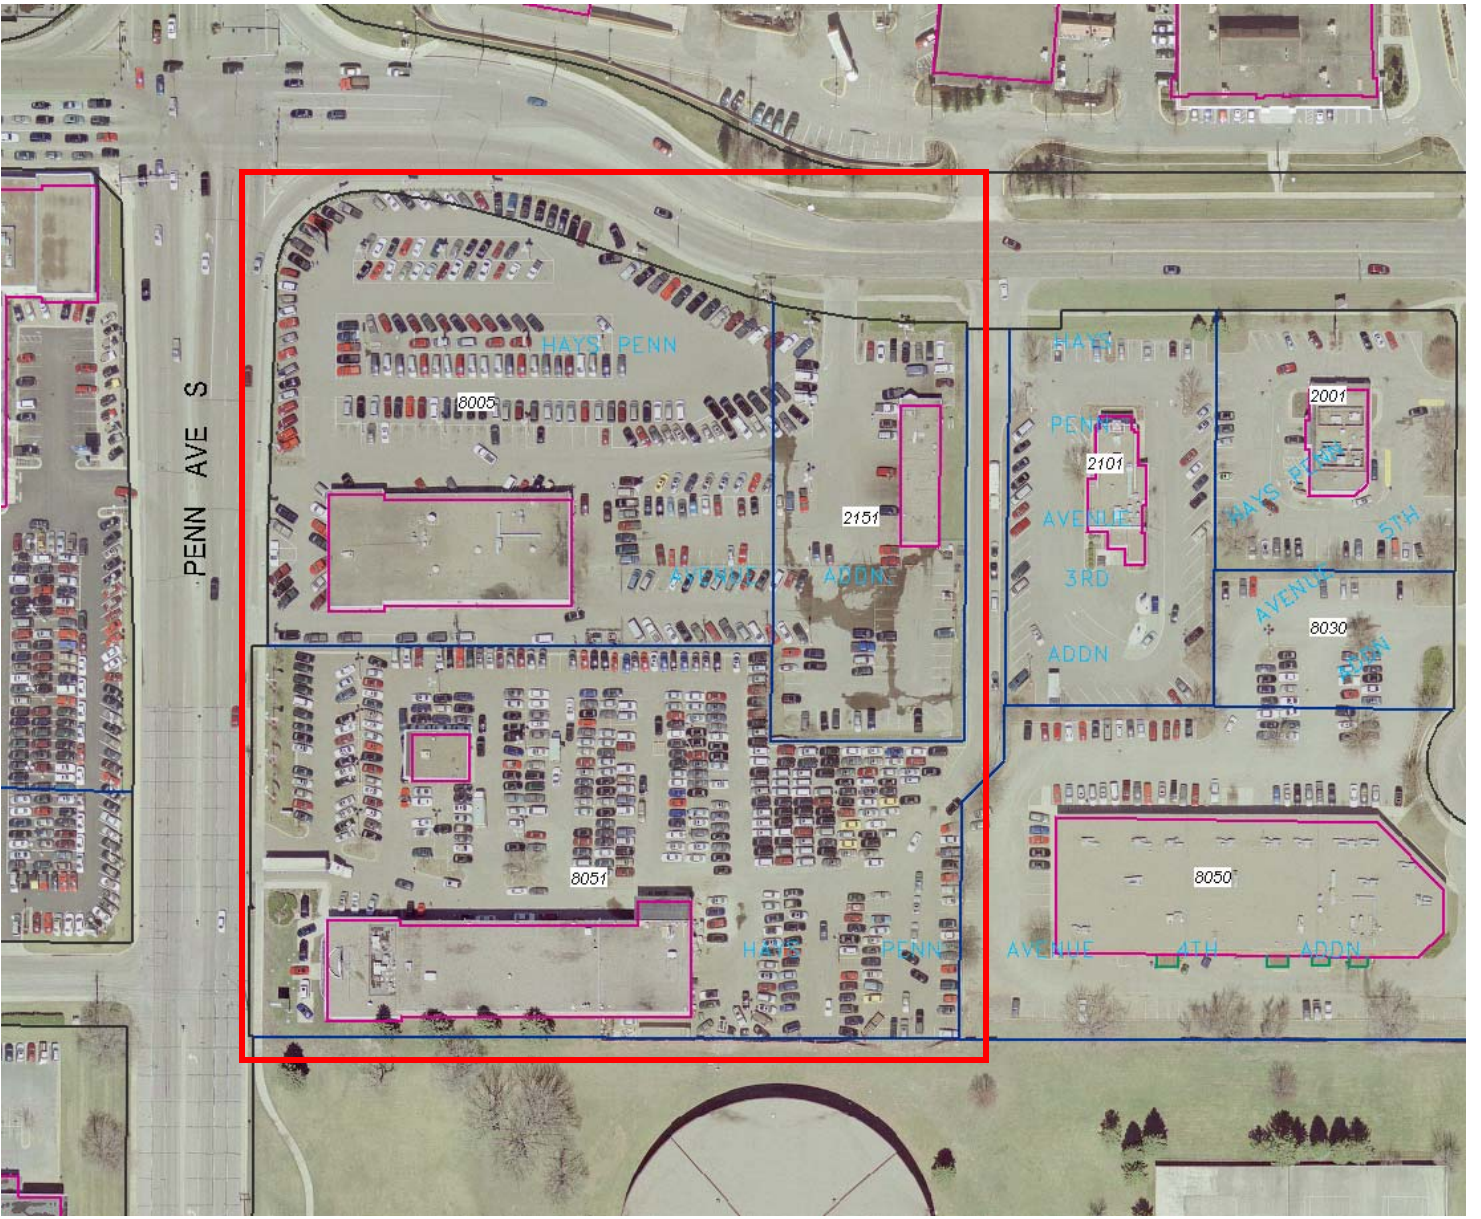 PENN AVE S
HAYS PENN
8005
AVENUE ADDN
2151
HAYS
PENN
2101
AVENUE
3RD
ADDN
2001
HAYS PENN
5TH
AVENUE
8030
ADDN
8051
8050
HAYS PENN AVENUE 4TH ADDN